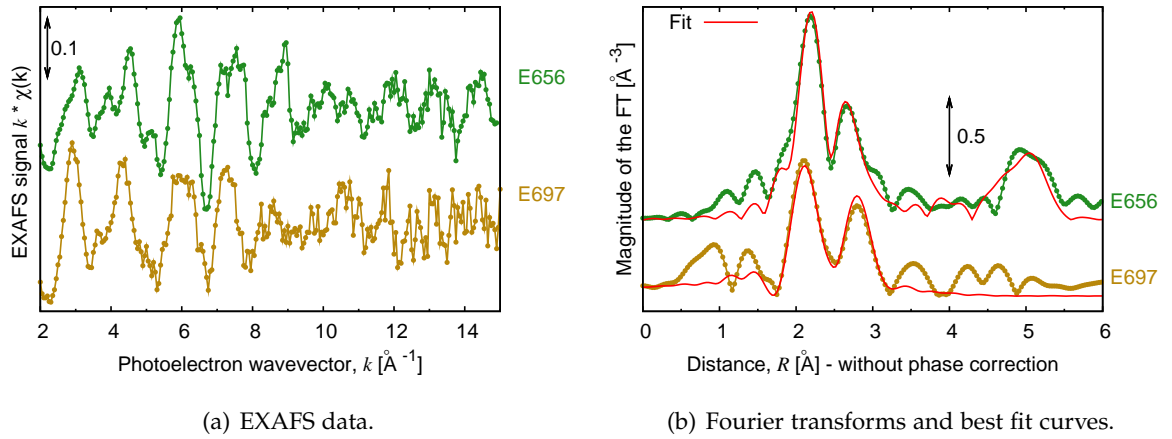 0.1
E656
E697
EXAFS signal k * χ(k)
2 4 6 8 10 12 14
Photoelectron wavevector, k [Å -1]
(a) EXAFS data.
Fit
0.5
E656
E697
Magnitude of the FT [Å -3]
0 1 2 3 4 5 6
Distance, R [Å] - without phase correction
(b) Fourier transforms and best fit curves.